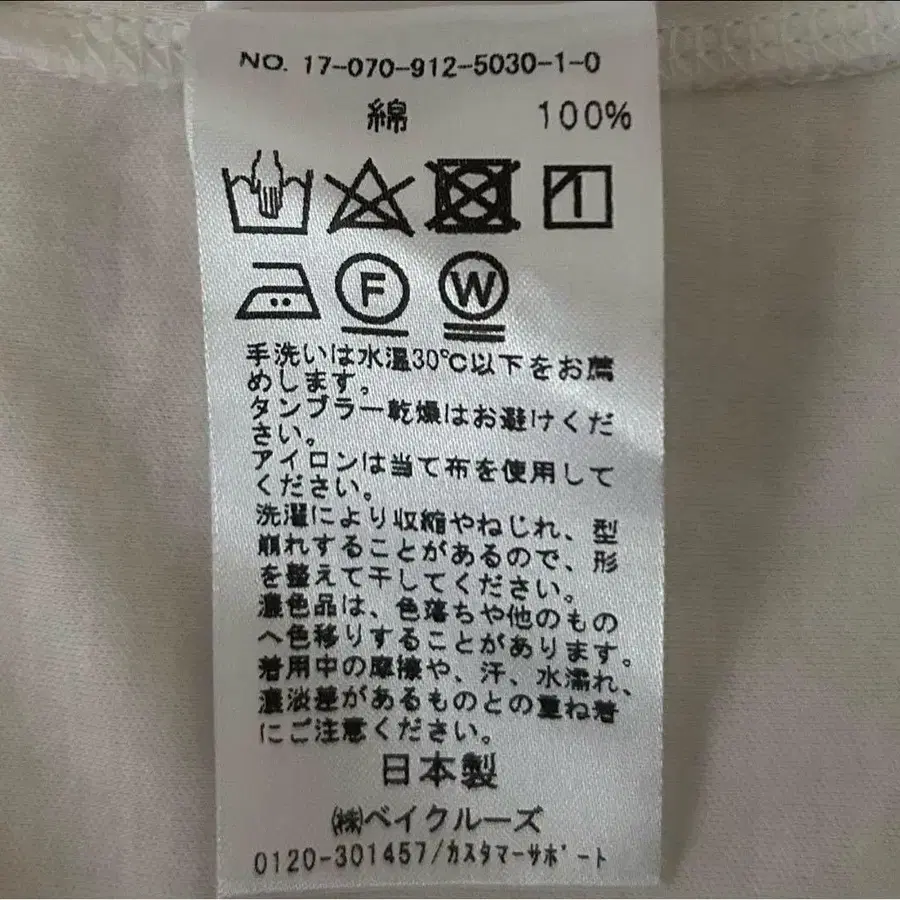 NO. 17-070-912-5030-1-0
綿 100%
F W
手洗いは水温30℃以下をお薦
めします。
タンブラー乾燥はお避けくだ
さい。
アイロンは当て布を使用して
ください。
洗濯により収縮やねじれ、型
崩れすることがあるので、形
を整えて干してください。
濃色品は、色落ちや他のもの
へ色移りすることがあります。
着用中の摩擦や、汗、水濡れ、
濃淡差があるものとの重ね着
にご注意ください。
日本製
㈱ベイクルーズ
0120-301457/ｶｽﾀﾏｰｻﾎﾟｰﾄ